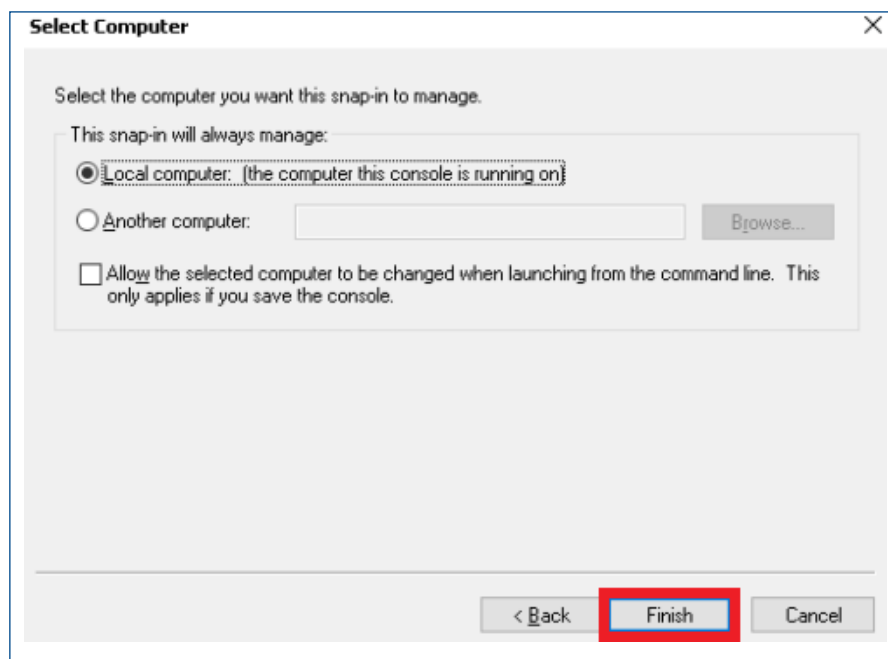 Select Computer
Select the computer you want this snap-in to manage.
This snap-in will always manage:
Local computer: (the computer this console is running on)
Another computer:
Browse...
Allow the selected computer to be changed when launching from the command line. This
only applies if you save the console.
< Back
Finish
Cancel